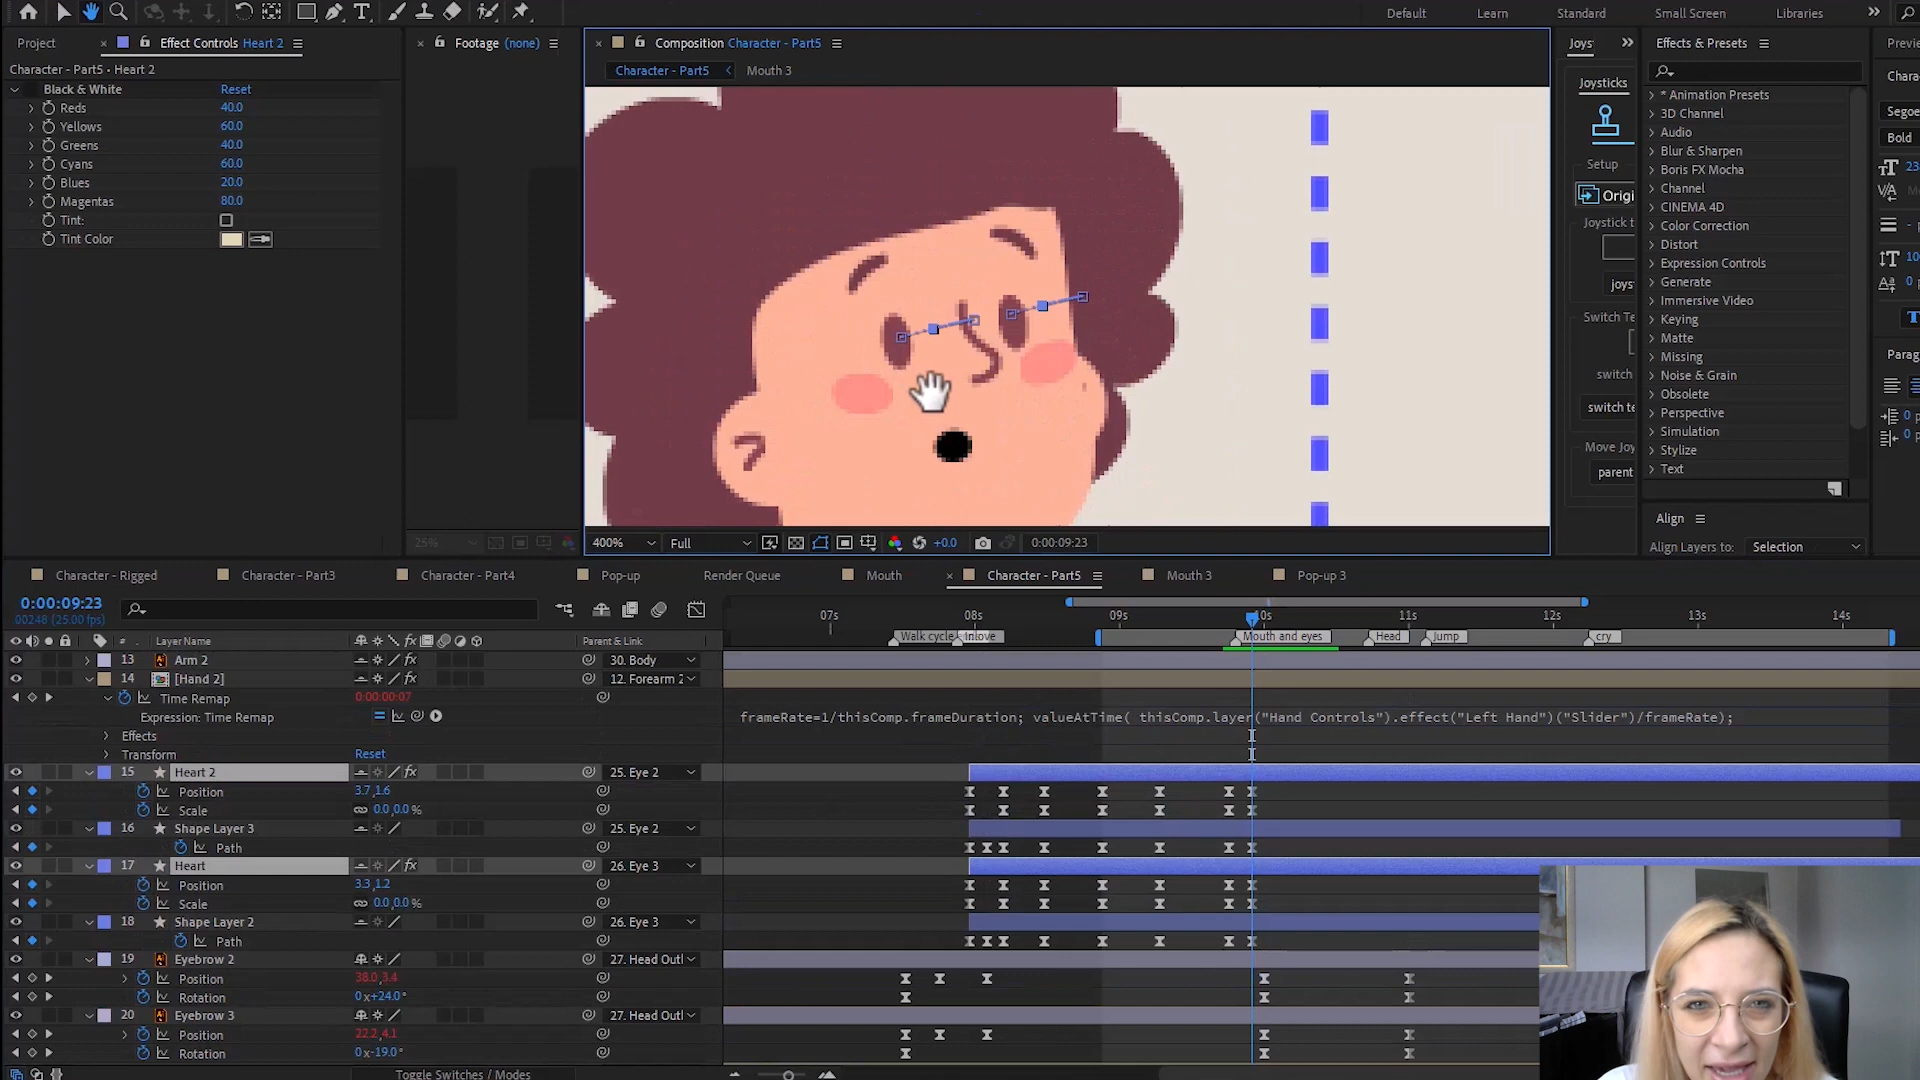 Default
Learn
Standard
Small Screen
Libraries
Project
Effect Controls Heart 2
Footage (none)
Composition Character - Part5
Joys
Effects & Presets
Character - Part5 • Heart 2
Character - Part5
Mouth 3
Black & White
Reset
Reds
40.0
Yellows
60.0
Greens
40.0
Cyans
60.0
Blues
20.0
Magentas
80.0
Tint:
Tint Color
Joysticks
Setup
Origi
Joystick t
joys
Switch Te
switch
switch te
Move Joy
parent
* Animation Presets
3D Channel
Audio
Blur & Sharpen
Boris FX Mocha
Channel
CINEMA 4D
Color Correction
Distort
Expression Controls
Generate
Immersive Video
Keying
Matte
Missing
Noise & Grain
Obsolete
Perspective
Simulation
Stylize
Text
Align
Align Layers to:
Selection
Previe
Chara
Segoe
Bold
23
Me
10
0
T
Parag
0 p
0 p
25%
400%
Full
+0.0
0:00:09:23
Character - Rigged
Character - Part3
Character - Part4
Pop-up
Render Queue
Mouth
Character - Part5
Mouth 3
Pop-up 3
0:00:09:23
00248 (25.00 fps)
07s
08s
09s
10s
11s
12s
13s
14s
Walk cycle
inlove
Mouth and eyes
Head
Jump
cry
#
Layer Name
Parent & Link
13
Arm 2
30. Body
14
[Hand 2]
12. Forearm 2
Time Remap
0:00:00:07
Expression: Time Remap
frameRate=1/thisComp.frameDuration; valueAtTime( thisComp.layer("Hand Controls").effect("Left Hand")("Slider")/frameRate);
Effects
Transform
Reset
15
Heart 2
25. Eye 2
Position
3.7,1.6
Scale
0.0,0.0 %
16
Shape Layer 3
25. Eye 2
Path
17
Heart
26. Eye 3
Position
3.3,1.2
Scale
0.0,0.0 %
18
Shape Layer 2
26. Eye 3
Path
19
Eyebrow 2
27. Head Outl
Position
38.0,3.4
Rotation
0 x+24.0°
20
Eyebrow 3
27. Head Outl
Position
22.2,4.1
Rotation
0 x-19.0°
Toggle Switches / Modes